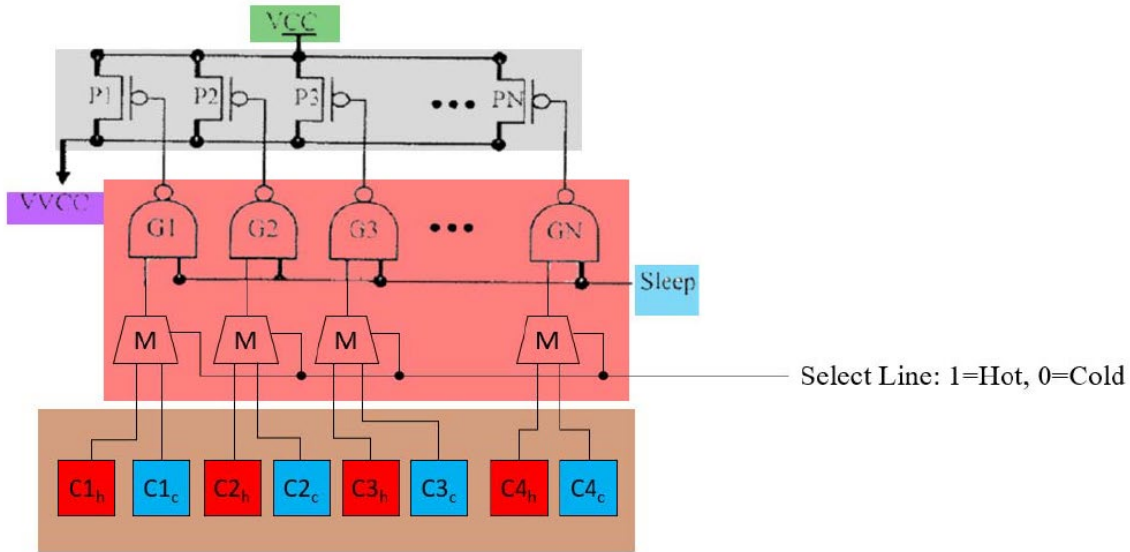 VCC
P1 P2 P3 ••• PN
VVCC
G1 G2 G3 ••• GN
Sleep
M M M M
Select Line: 1=Hot, 0=Cold
C1h C1c C2h C2c C3h C3c C4h C4c